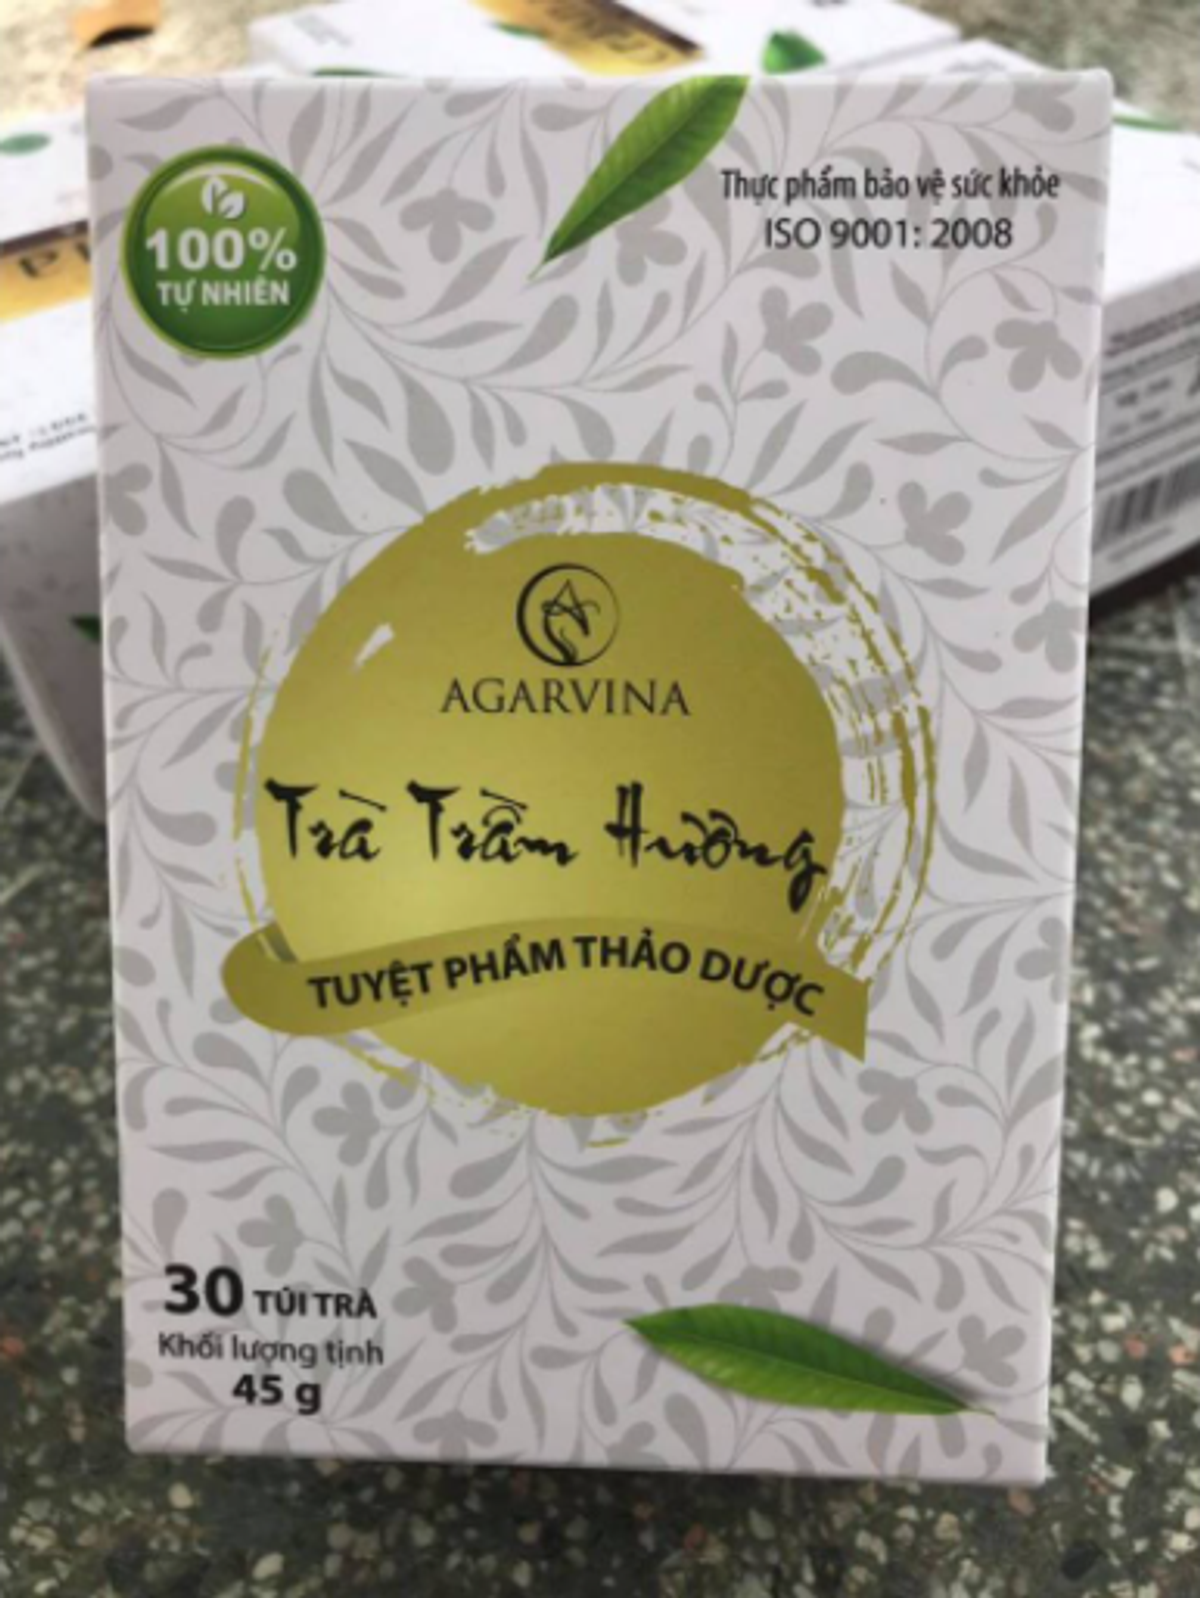 100%
TỰ NHIÊN
Thực phẩm bảo vệ sức khỏe
ISO 9001: 2008
AGARVINA
Trà Trầm Hương
TUYỆT PHẨM THẢO DƯỢC
30 TÚI TRÀ
Khối lượng tịnh
45 g